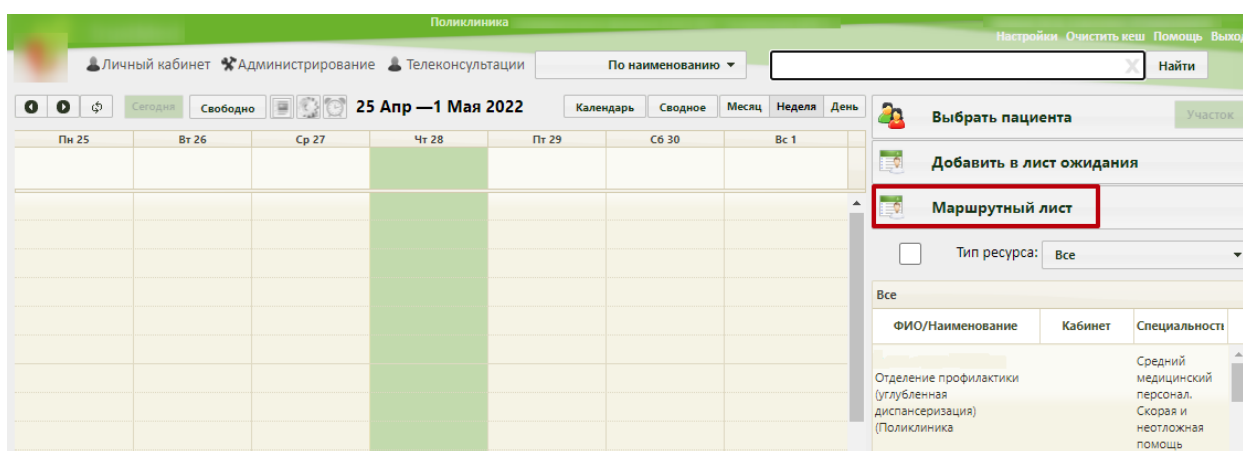 Поликлиника
Настройки Очистить кеш Помощь Выход
Личный кабинет Администрирование Телеконсультации По наименованию X Найти
Сегодня Свободно 25 Апр —1 Мая 2022 Календарь Сводное Месяц Неделя День
Выбрать пациента Участок
Пн 25 Вт 26 Ср 27 Чт 28 Пт 29 Сб 30 Вс 1
Добавить в лист ожидания
Маршрутный лист
Тип ресурса: Все
Все
ФИО/Наименование Кабинет Специальность
Средний
Отделение профилактики медицинский
(углубленная персонал.
диспансеризация) Скорая и
(Поликлиника неотложная
помощь